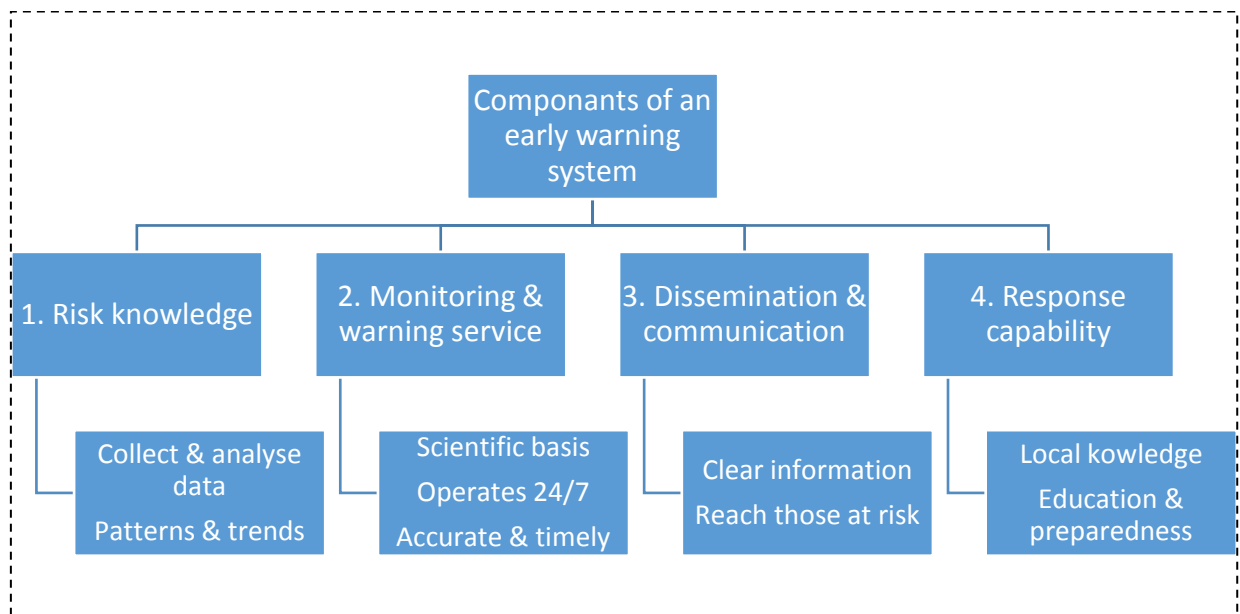 Componants of an
early warning
system
1. Risk knowledge
2. Monitoring &
warning service
3. Dissemination &
communication
4. Response
capability
Collect & analyse
data
Patterns & trends
Scientific basis
Operates 24/7
Accurate & timely
Clear information
Reach those at risk
Local kowledge
Education &
preparedness